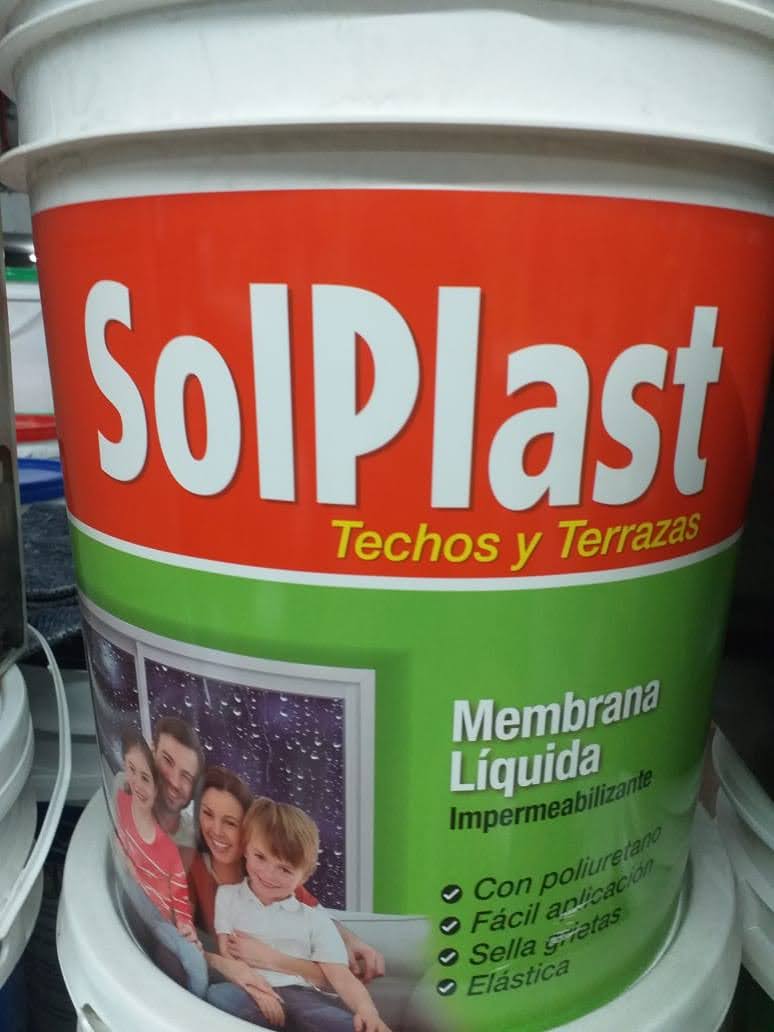 SolPlast
Techos y Terrazas
Membrana
Líquida
Impermeabilizante
Con poliuretano
Fácil aplicación
Sella grietas
Elástica